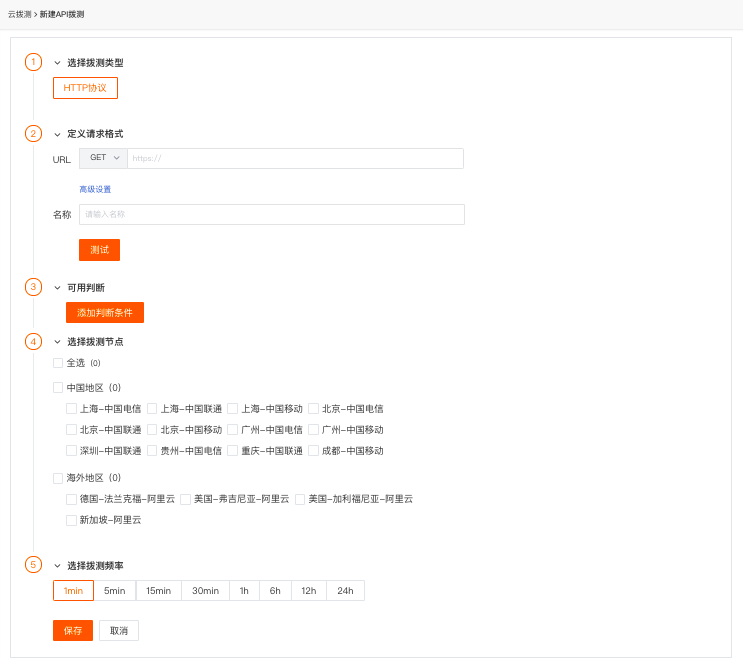 云拨测 > 新建API拨测
1 选择拨测类型
HTTP协议
2 定义请求格式
URL GET https://
高级设置
名称 请输入名称
测试
3 可用判断
添加判断条件
4 选择拨测节点
全选 (0)
中国地区 (0)
上海-中国电信 上海-中国联通 上海-中国移动 北京-中国电信
北京-中国联通 北京-中国移动 广州-中国电信 广州-中国移动
深圳-中国联通 贵州-中国电信 重庆-中国联通 成都-中国移动
海外地区 (0)
德国-法兰克福-阿里云 美国-弗吉尼亚-阿里云 美国-加利福尼亚-阿里云
新加坡-阿里云
5 选择拨测频率
1min 5min 15min 30min 1h 6h 12h 24h
保存 取消